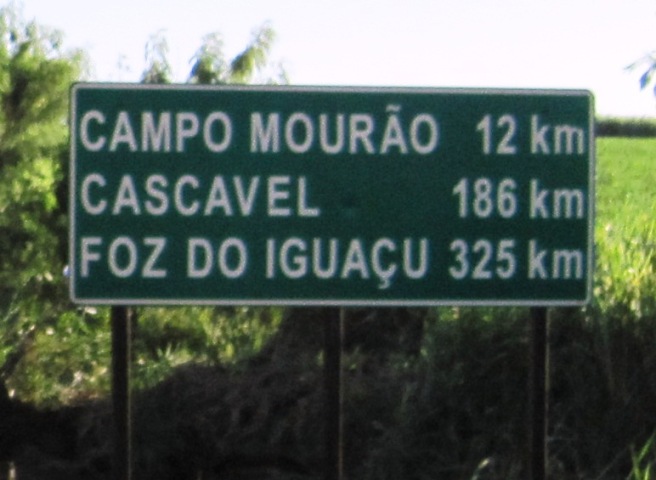 CAMPO MOURÃO 12 km
CASCAVEL 186 km
FOZ DO IGUAÇU 325 km